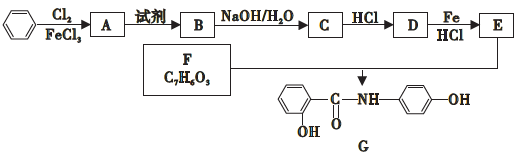 Cl₂ FeCl₃ A 试剂 B NaOH/H₂O C HCl D Fe HCl E
F
C₇H₆O₃
C NH OH
OH O
G